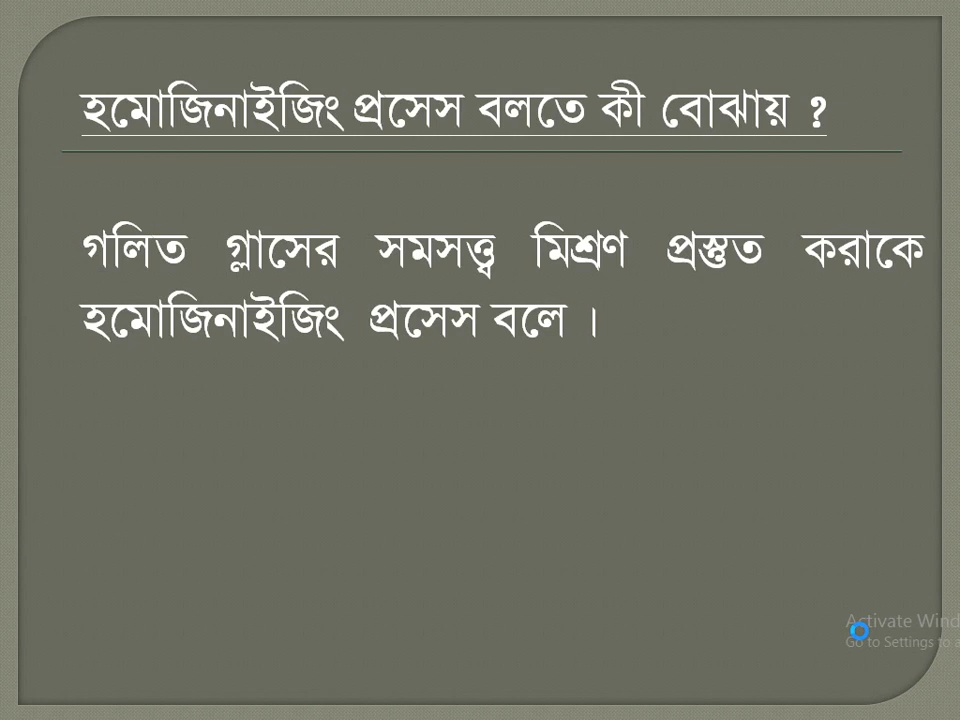 হমোজিনাইজিং প্রসেস বলতে কী বোঝায় ?
গলিত গ্লাসের সমসত্ত্ব মিশ্রণ প্রস্তুত করাকে
হমোজিনাইজিং প্রসেস বলে ।
Activate Wind
Go to Settings to a